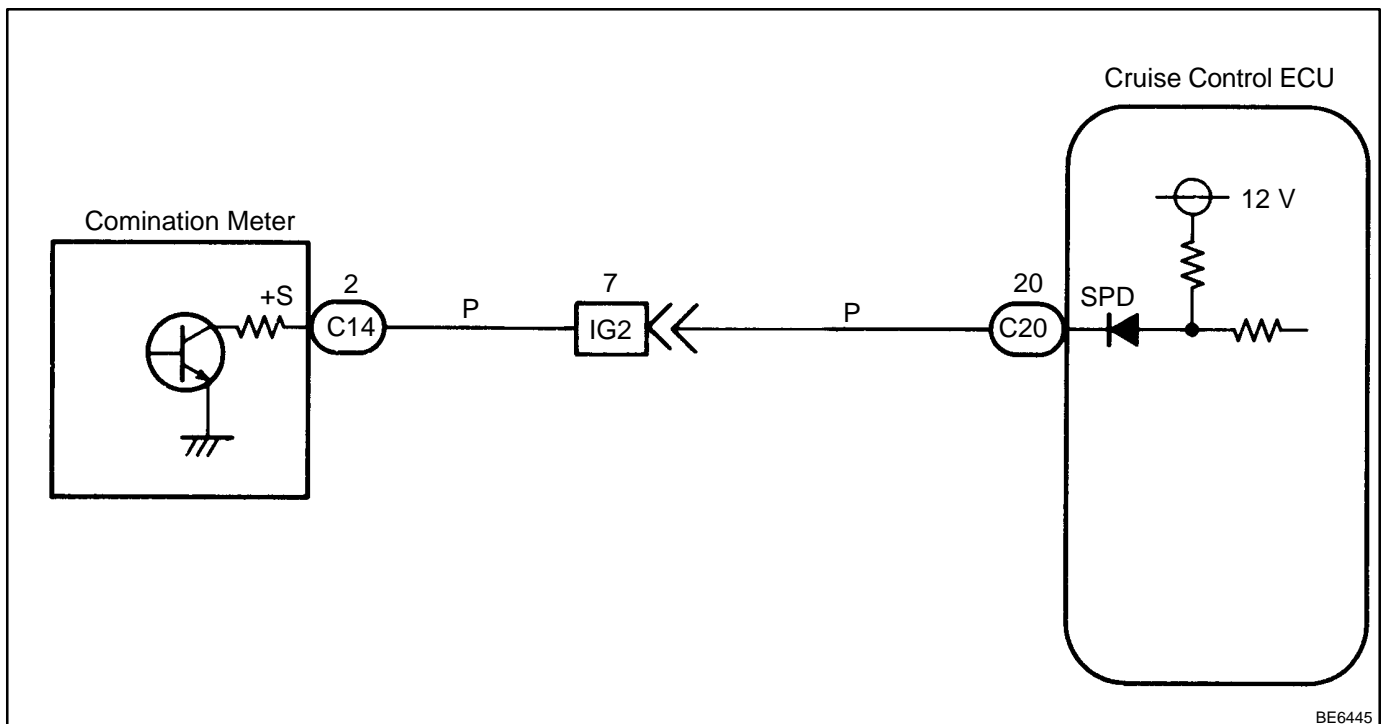 Cruise Control ECU
12 V
Comination Meter
+S
2
C14
P
7
IG2
P
20
C20
SPD
BE6445